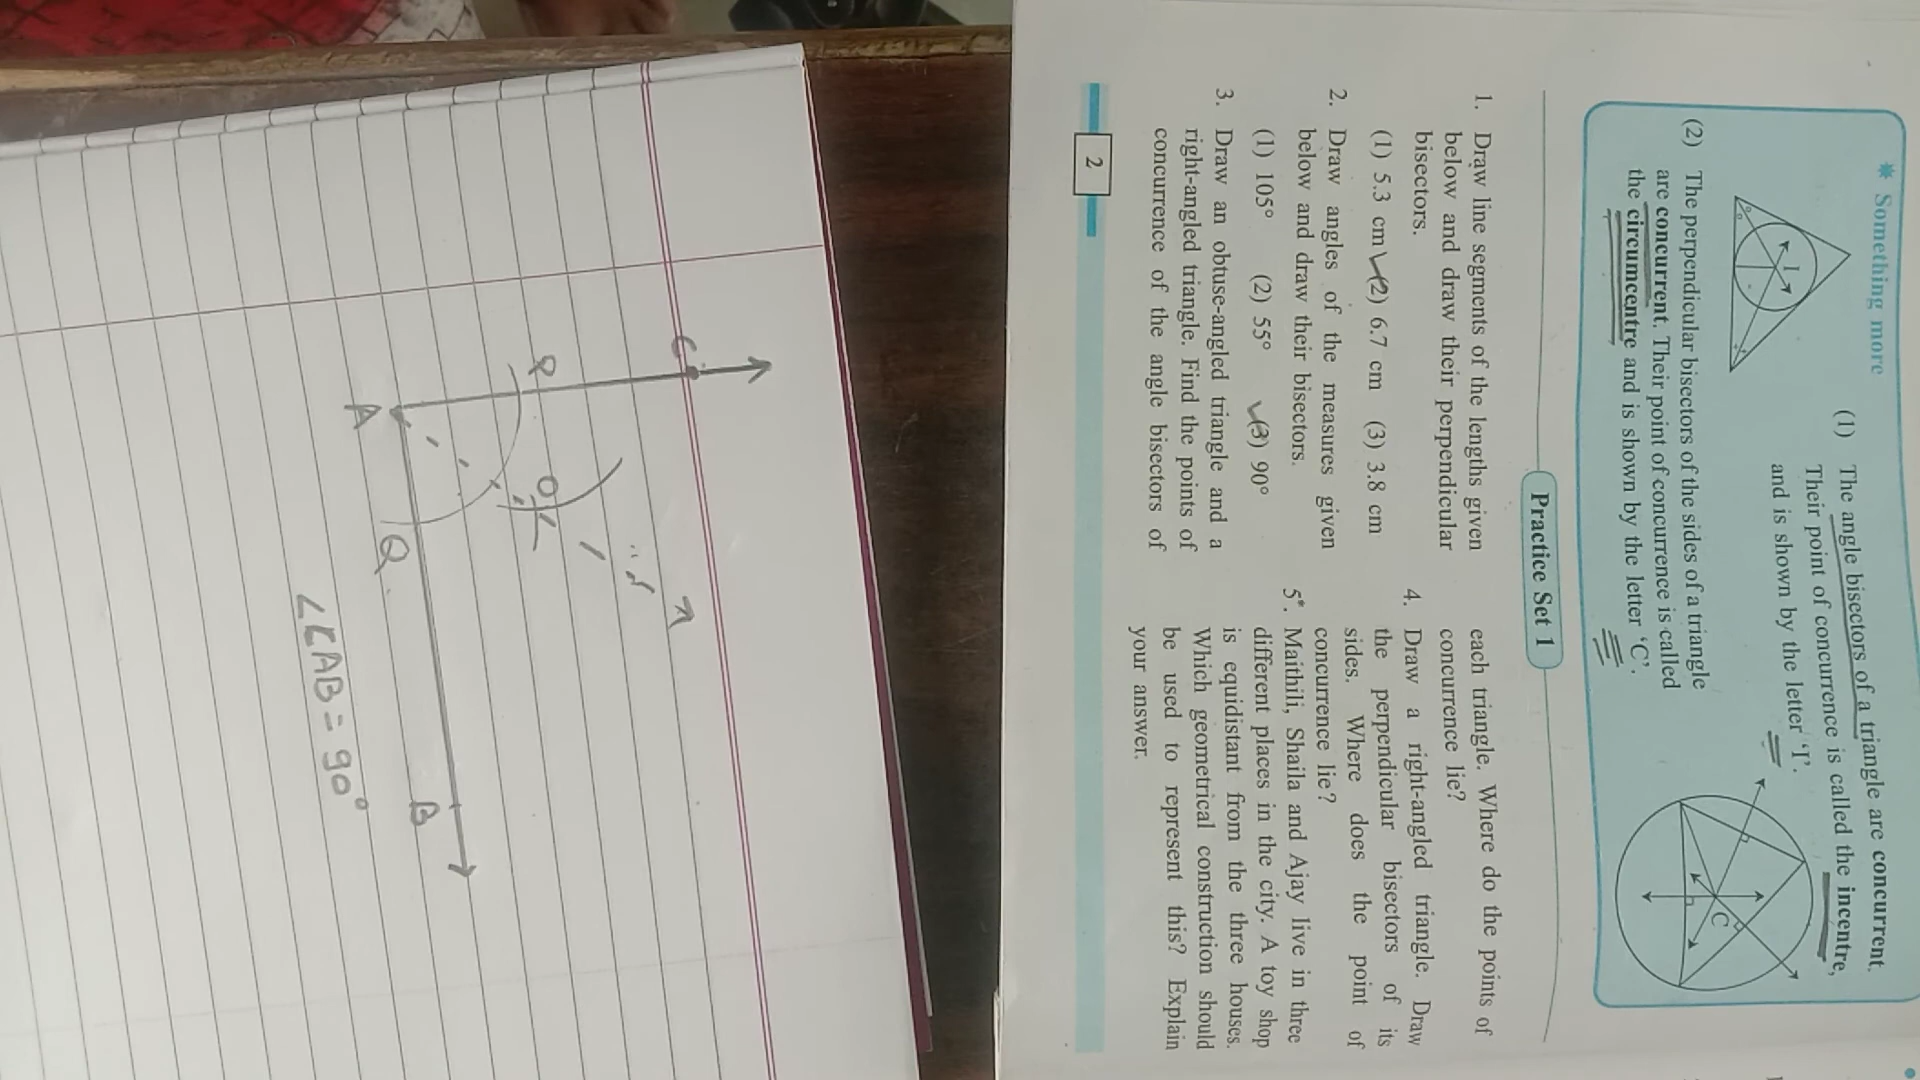 * Something more
(1) The angle bisectors of a triangle are concurrent.
Their point of concurrence is called the incentre,
and is shown by the letter 'I'.
I
(2) The perpendicular bisectors of the sides of a triangle
are concurrent. Their point of concurrence is called
the circumcentre and is shown by the letter 'C'.
C
Practice Set 1
1. Draw line segments of the lengths given
below and draw their perpendicular
bisectors.
(1) 5.3 cm (2) 6.7 cm (3) 3.8 cm
2. Draw angles of the measures given
below and draw their bisectors.
(1) 105° (2) 55° (3) 90°
3. Draw an obtuse-angled triangle and a
right-angled triangle. Find the points of
concurrence of the angle bisectors of
each triangle. Where do the points of
concurrence lie?
4. Draw a right-angled triangle. Draw
the perpendicular bisectors of its
sides. Where does the point of
concurrence lie?
5*. Maithili, Shaila and Ajay live in three
different places in the city. A toy shop
is equidistant from the three houses.
Which geometrical construction should
be used to represent this? Explain
your answer.
2
C
P
O
A
Q
B
∠CAB = 90°